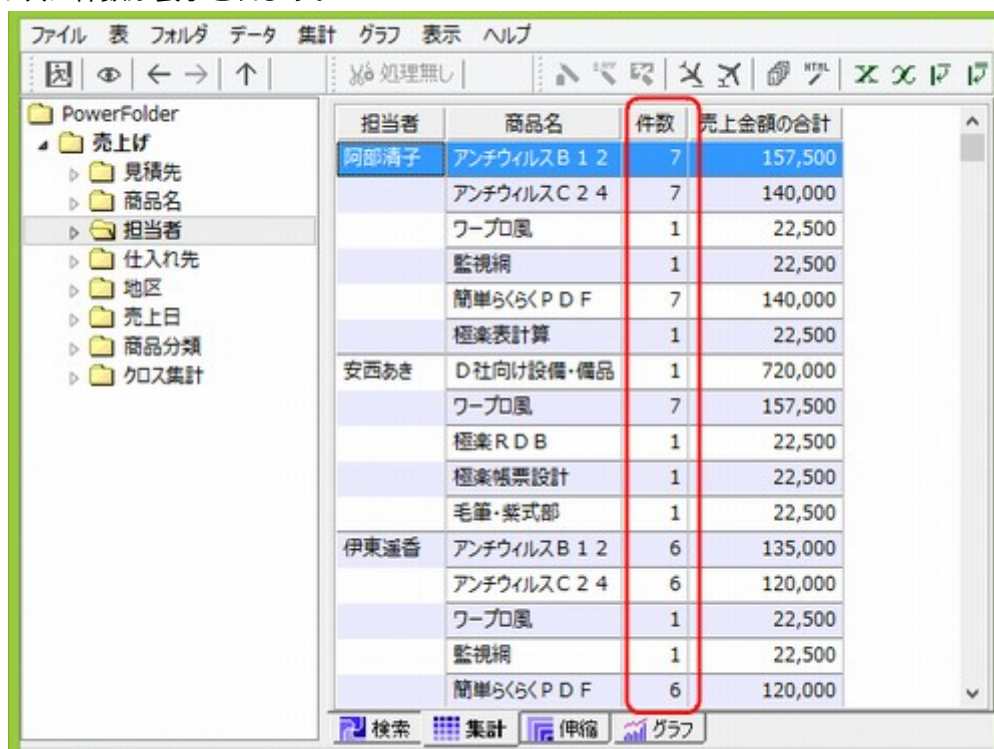 ファイル 表 フォルダ データ 集計 グラフ 表示 ヘルプ
処理無し
PowerFolder
売上げ
見積先
商品名
担当者
仕入れ先
地区
売上日
商品分類
クロス集計
担当者 商品名 件数 売上金額の合計
阿部清子 アンチウィルスB12 7 157,500
アンチウィルスC24 7 140,000
ワープロ風 1 22,500
監視網 1 22,500
簡単らくらくPDF 7 140,000
極楽表計算 1 22,500
安西あき D社向け設備・備品 1 720,000
ワープロ風 7 157,500
極楽RDB 1 22,500
極楽帳票設計 1 22,500
毛筆・紫式部 1 22,500
伊東遥香 アンチウィルスB12 6 135,000
アンチウィルスC24 6 120,000
ワープロ風 1 22,500
監視網 1 22,500
簡単らくらくPDF 6 120,000
検索 集計 伸縮 グラフ